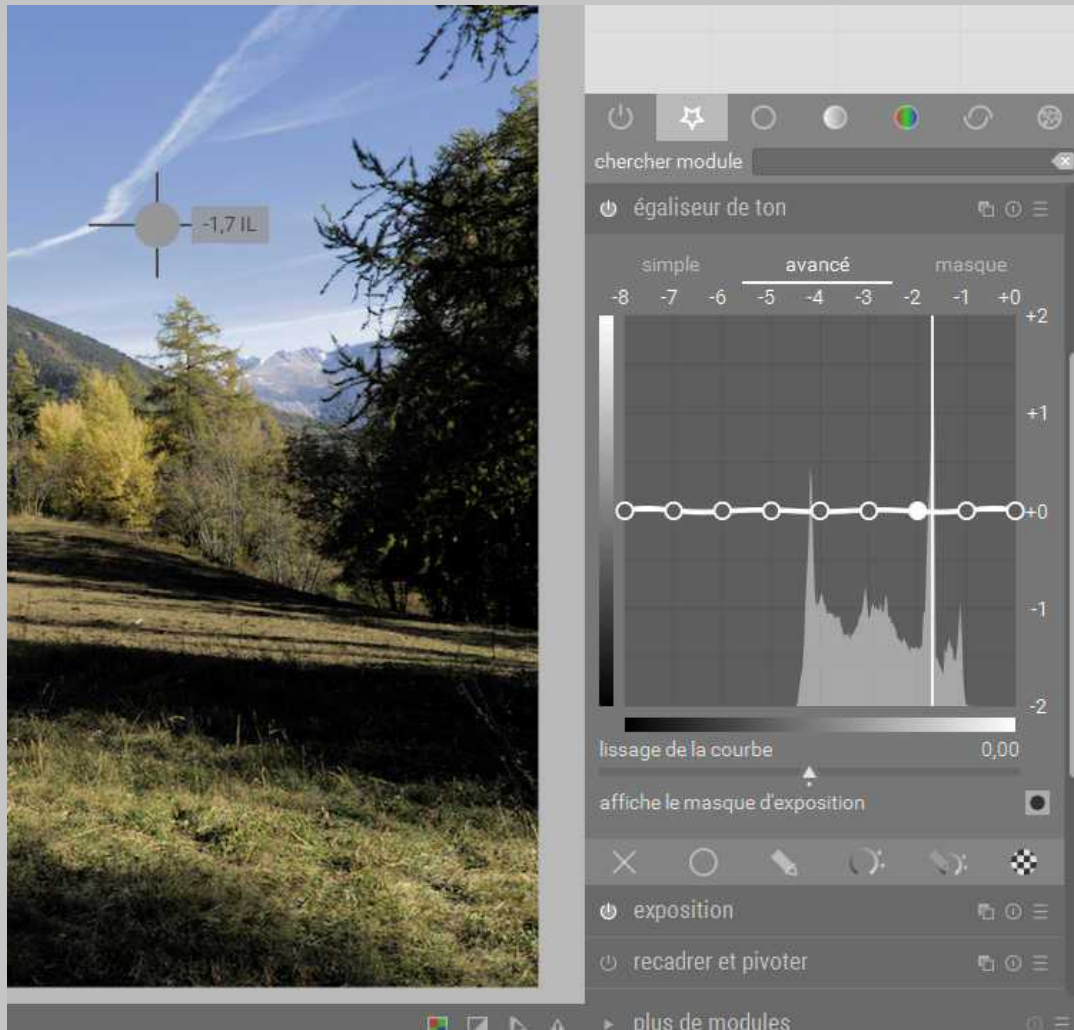 chercher module
égaliseur de ton
-1,7 IL
simple avancé masque
-8 -7 -6 -5 -4 -3 -2 -1 +0
+2
+1
+0
-1
-2
lissage de la courbe 0,00
affiche le masque d'exposition
exposition
recadrer et pivoter
plus de modules